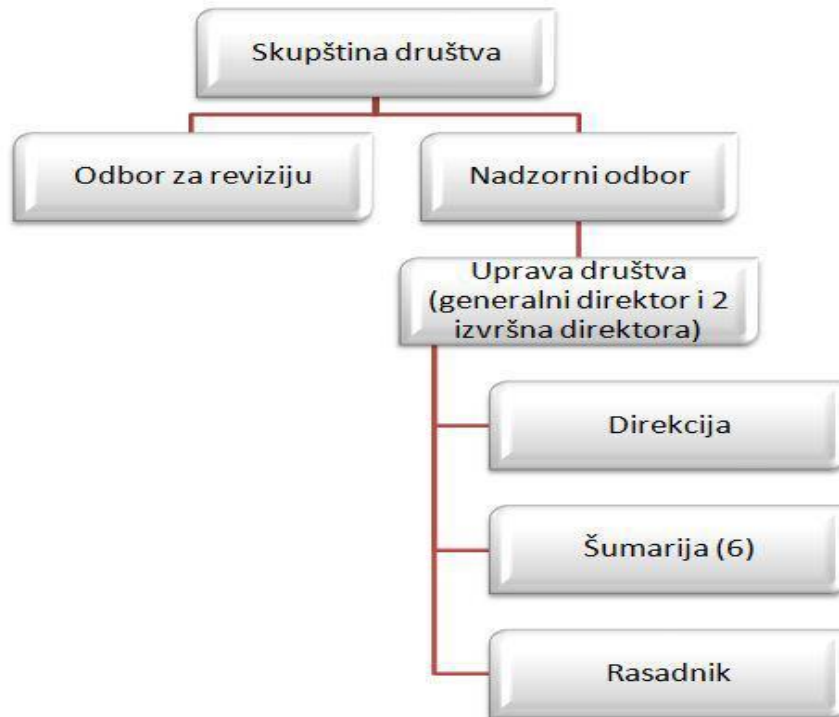 Skupština društva
Odbor za reviziju
Nadzorni odbor
Uprava društva
(generalni direktor i 2
izvršna direktora)
Direkcija
Šumarija (6)
Rasadnik